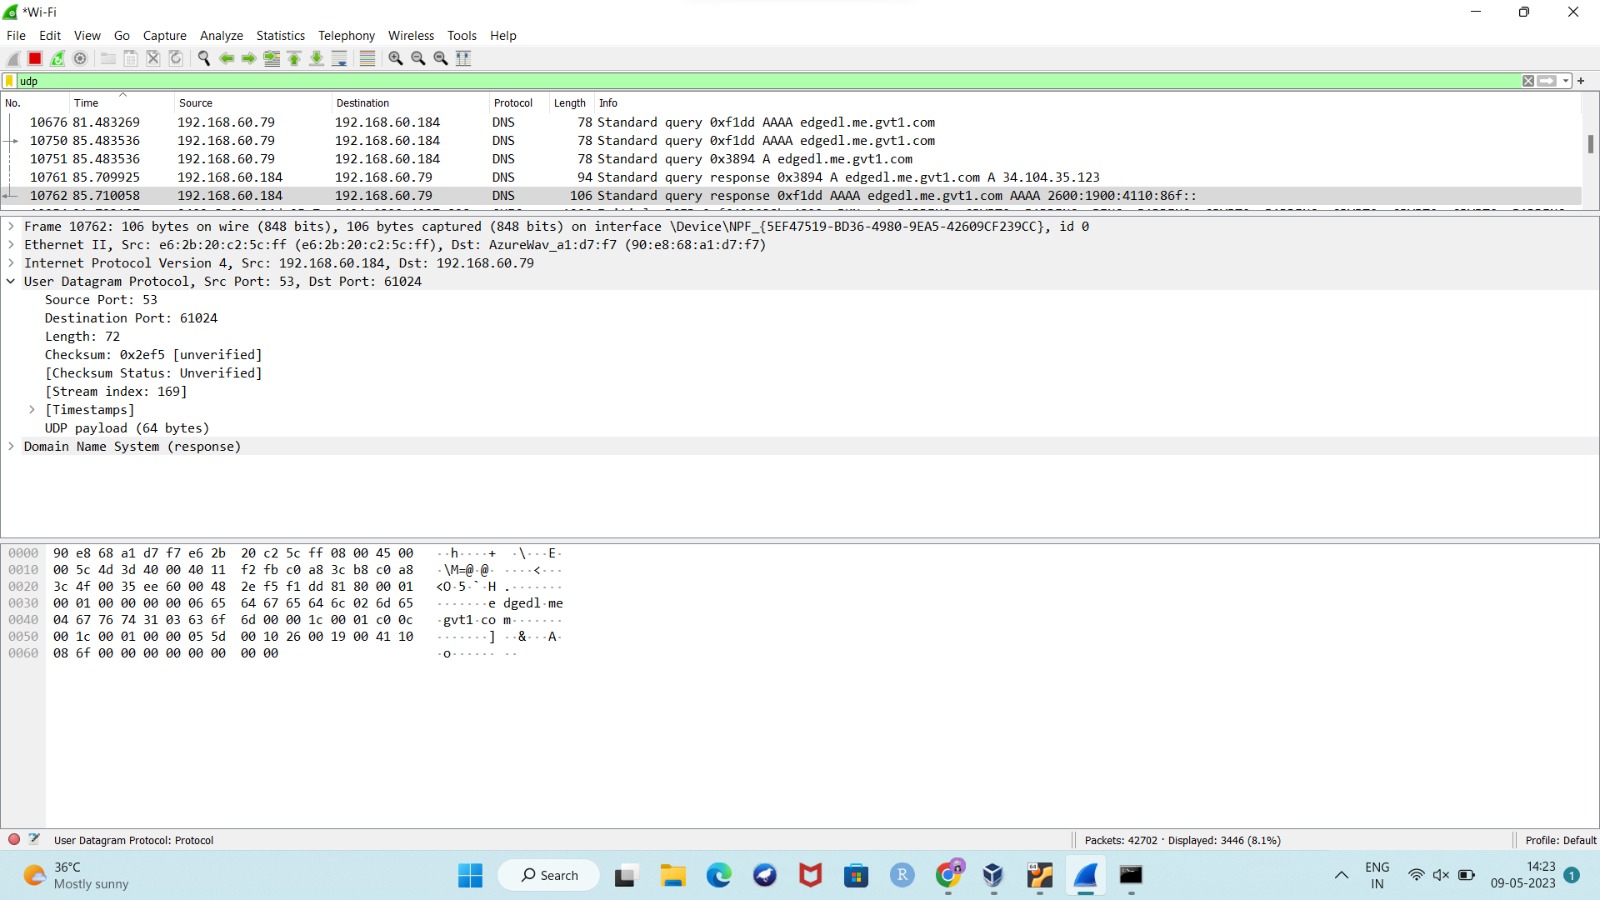 *Wi-Fi
File Edit View Go Capture Analyze Statistics Telephony Wireless Tools Help
udp
No. Time Source Destination Protocol Length Info
10676 81.483269 192.168.60.79 192.168.60.184 DNS 78 Standard query 0xf1dd AAAA edgedl.me.gvt1.com
10750 85.483536 192.168.60.79 192.168.60.184 DNS 78 Standard query 0xf1dd AAAA edgedl.me.gvt1.com
10751 85.483536 192.168.60.79 192.168.60.184 DNS 78 Standard query 0x3894 A edgedl.me.gvt1.com
10761 85.709925 192.168.60.184 192.168.60.79 DNS 94 Standard query response 0x3894 A edgedl.me.gvt1.com A 34.104.35.123
10762 85.710058 192.168.60.184 192.168.60.79 DNS 106 Standard query response 0xf1dd AAAA edgedl.me.gvt1.com AAAA 2600:1900:4110:86f::
Frame 10762: 106 bytes on wire (848 bits), 106 bytes captured (848 bits) on interface \Device\NPF_{5EF47519-BD36-4980-9EA5-42609CF239CC}, id 0
Ethernet II, Src: e6:2b:20:c2:5c:ff (e6:2b:20:c2:5c:ff), Dst: AzureWav_a1:d7:f7 (90:e8:68:a1:d7:f7)
Internet Protocol Version 4, Src: 192.168.60.184, Dst: 192.168.60.79
User Datagram Protocol, Src Port: 53, Dst Port: 61024
Source Port: 53
Destination Port: 61024
Length: 72
Checksum: 0x2ef5 [unverified]
[Checksum Status: Unverified]
[Stream index: 169]
[Timestamps]
UDP payload (64 bytes)
Domain Name System (response)
0000 90 e8 68 a1 d7 f7 e6 2b 20 c2 5c ff 08 00 45 00 ··h····+ ·\···E·
0010 00 5c 4d 3d 40 00 40 11 f2 fb c0 a8 3c b8 c0 a8 ·\M=@·@· ····<···
0020 3c 4f 00 35 ee 60 00 48 2e f5 f1 dd 81 80 00 01 <O·5·`·H .·······
0030 00 01 00 00 00 00 06 65 64 67 65 64 6c 02 6d 65 ·······e dgedl·me
0040 04 67 76 74 31 03 63 6f 6d 00 00 1c 00 01 c0 0c ·gvt1·co m·······
0050 00 1c 00 01 00 00 05 5d 00 10 26 00 19 00 41 10 ·······] ··&···A·
0060 08 6f 00 00 00 00 00 00 00 00 ·o······ ··
User Datagram Protocol: Protocol Packets: 42702 · Displayed: 3446 (8.1%) Profile: Default
36°C
Mostly sunny
Search
R
64
ENG
IN
14:23
09-05-2023
1